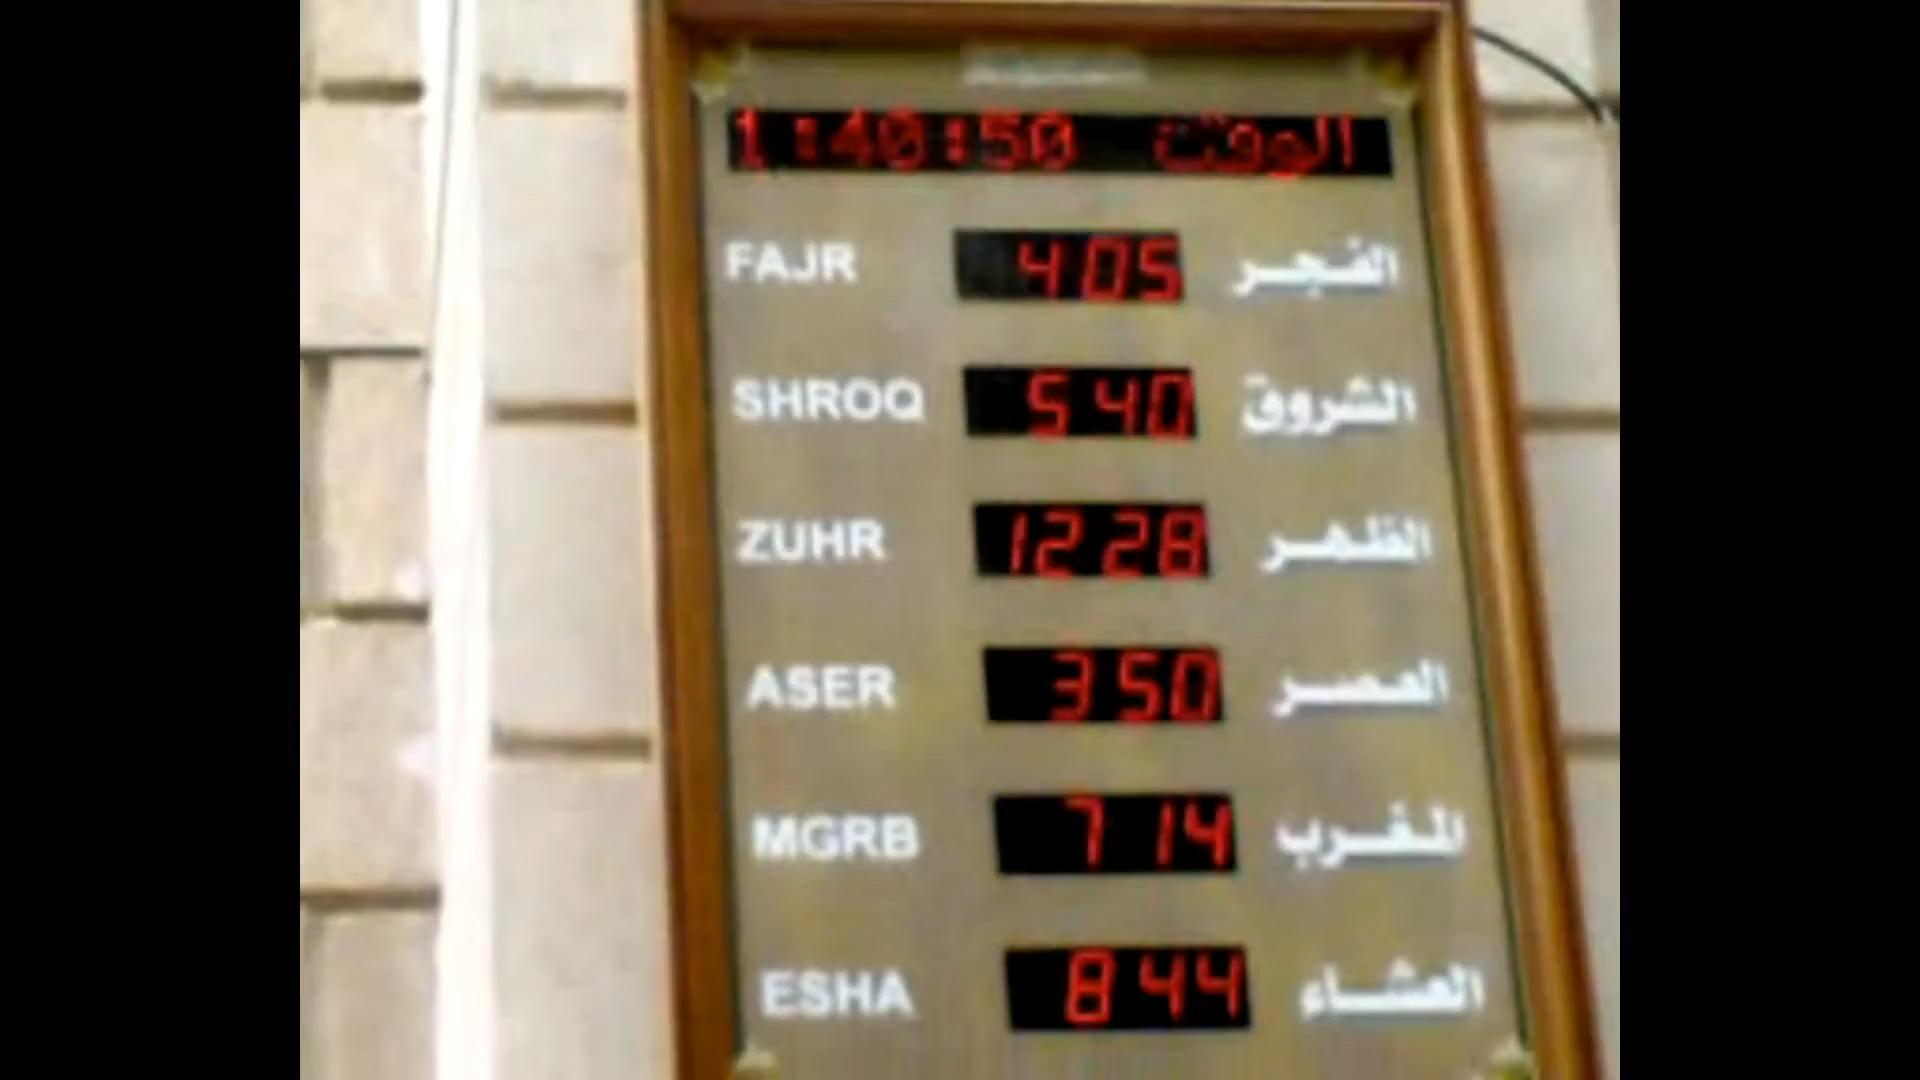 1:40:50 الوقت
FAJR 4 05 الفجر
SHROQ 5 40 الشروق
ZUHR 12 28 الظهر
ASER 3 50 العصر
MGRB 7 14 المغرب
ESHA 8 44 العشاء